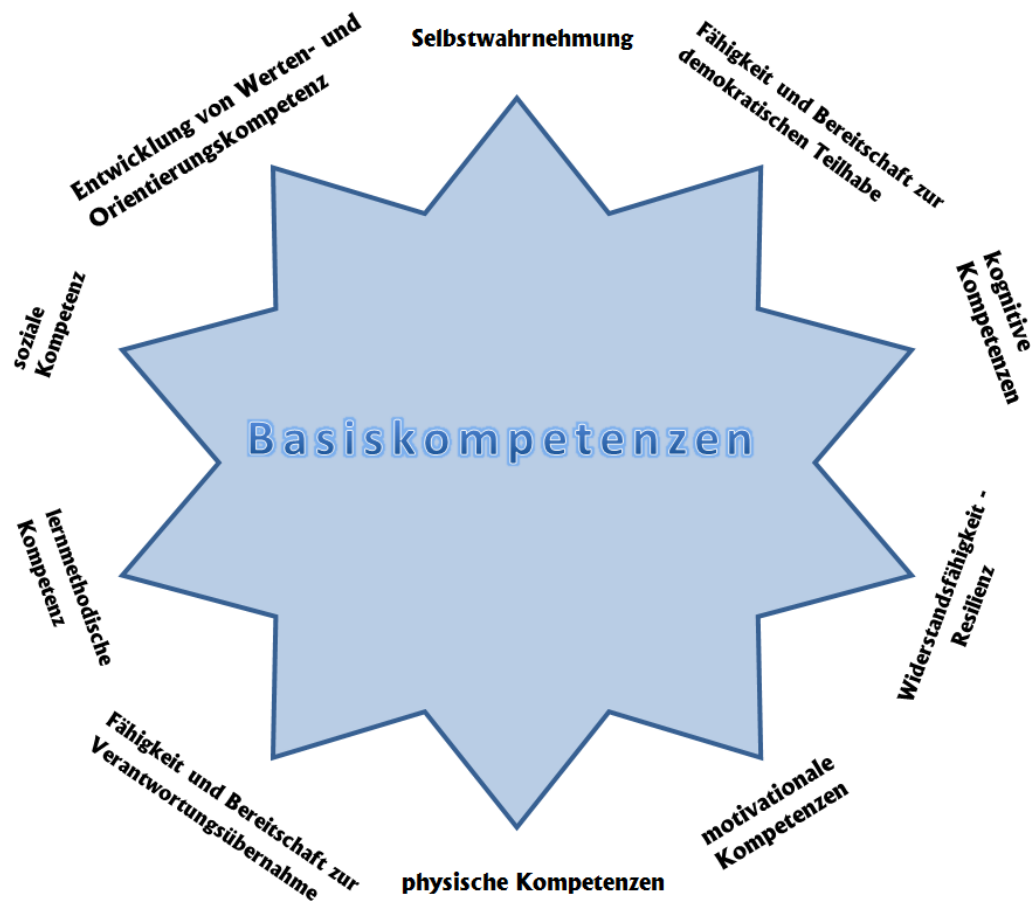 Selbstwahrnehmung
Fähigkeit und Bereitschaft zur
demokratischen Teilhabe
kognitive
Kompetenzen
Widerstandsfähigkeit -
Resilienz
motivationale
Kompetenzen
physische Kompetenzen
Fähigkeit und Bereitschaft zur
Verantwortungsübernahme
lernmethodische
Kompetenz
soziale
Kompetenz
Entwicklung von Werten- und
Orientierungskompetenz
Basiskompetenzen